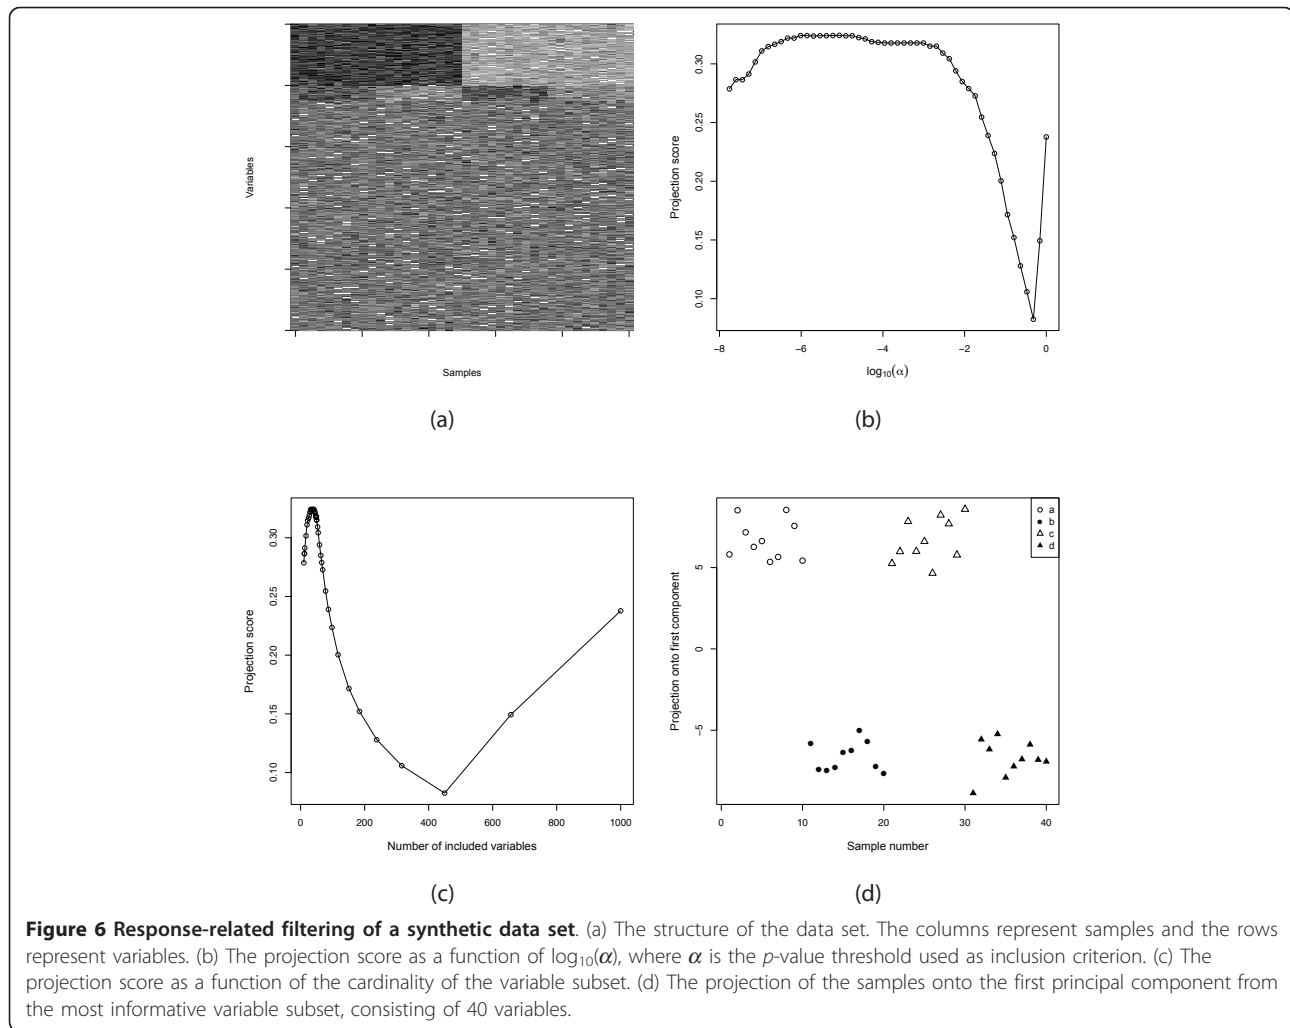 Variables
Samples
(a)
0.30
0.25
0.20
0.15
0.10
Projection score
−8 −6 −4 −2 0
log10(α)
(b)
0.30
0.25
0.20
0.15
0.10
Projection score
0 200 400 600 800 1000
Number of included variables
(c)
a
b
c
d
5
0
−5
Projection onto first component
0 10 20 30 40
Sample number
(d)
Figure 6 Response-related filtering of a synthetic data set. (a) The structure of the data set. The columns represent samples and the rows
represent variables. (b) The projection score as a function of log10(α), where α is the p-value threshold used as inclusion criterion. (c) The
projection score as a function of the cardinality of the variable subset. (d) The projection of the samples onto the first principal component from
the most informative variable subset, consisting of 40 variables.